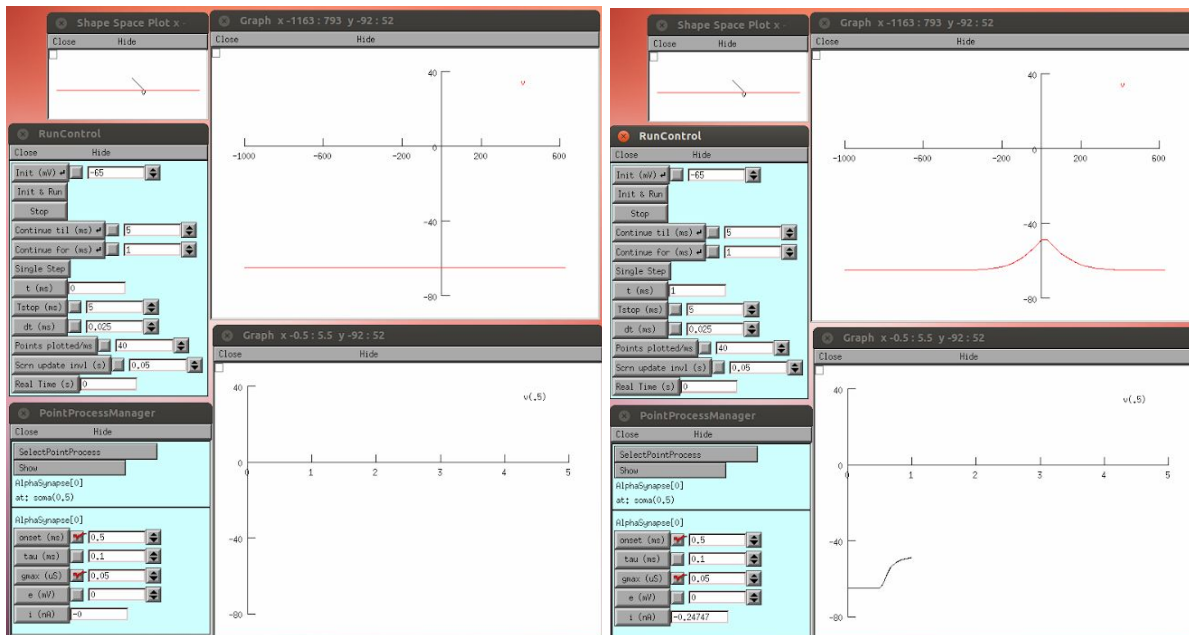 Shape Space Plot x -
Close Hide
Graph x -1163 : 793 y -92 : 52
Close Hide
40
v
-1000 -600 -200 0 200 600
-40
-80
RunControl
Close Hide
Init (mV) -65
Init & Run
Stop
Continue til (ms) 5
Continue for (ms) 1
Single Step
t (ms) 0
Tstop (ms) 5
dt (ms) 0.025
Points plotted/ms 40
Scrn update invl (s) 0.05
Real Time (s) 0
Graph x -0.5 : 5.5 y -92 : 52
Close Hide
40
v(.5)
0 0 1 2 3 4 5
-40
-80
PointProcessManager
Close Hide
SelectPointProcess
Show
AlphaSynapse[0]
at: soma(0.5)
AlphaSynapse[0]
onset (ms) 0.5
tau (ms) 0.1
gmax (uS) 0.05
e (mV) 0
i (nA) -0
Shape Space Plot x -
Close Hide
Graph x -1163 : 793 y -92 : 52
Close Hide
40
v
-1000 -600 -200 0 200 600
-40
-80
RunControl
Close Hide
Init (mV) -65
Init & Run
Stop
Continue til (ms) 5
Continue for (ms) 1
Single Step
t (ms) 1
Tstop (ms) 5
dt (ms) 0.025
Points plotted/ms 40
Scrn update invl (s) 0.05
Real Time (s) 0
Graph x -0.5 : 5.5 y -92 : 52
Close Hide
40
v(.5)
0 0 1 2 3 4 5
-40
-80
PointProcessManager
Close Hide
SelectPointProcess
Show
AlphaSynapse[0]
at: soma(0.5)
AlphaSynapse[0]
onset (ms) 0.5
tau (ms) 0.1
gmax (uS) 0.05
e (mV) 0
i (nA) -0.24747